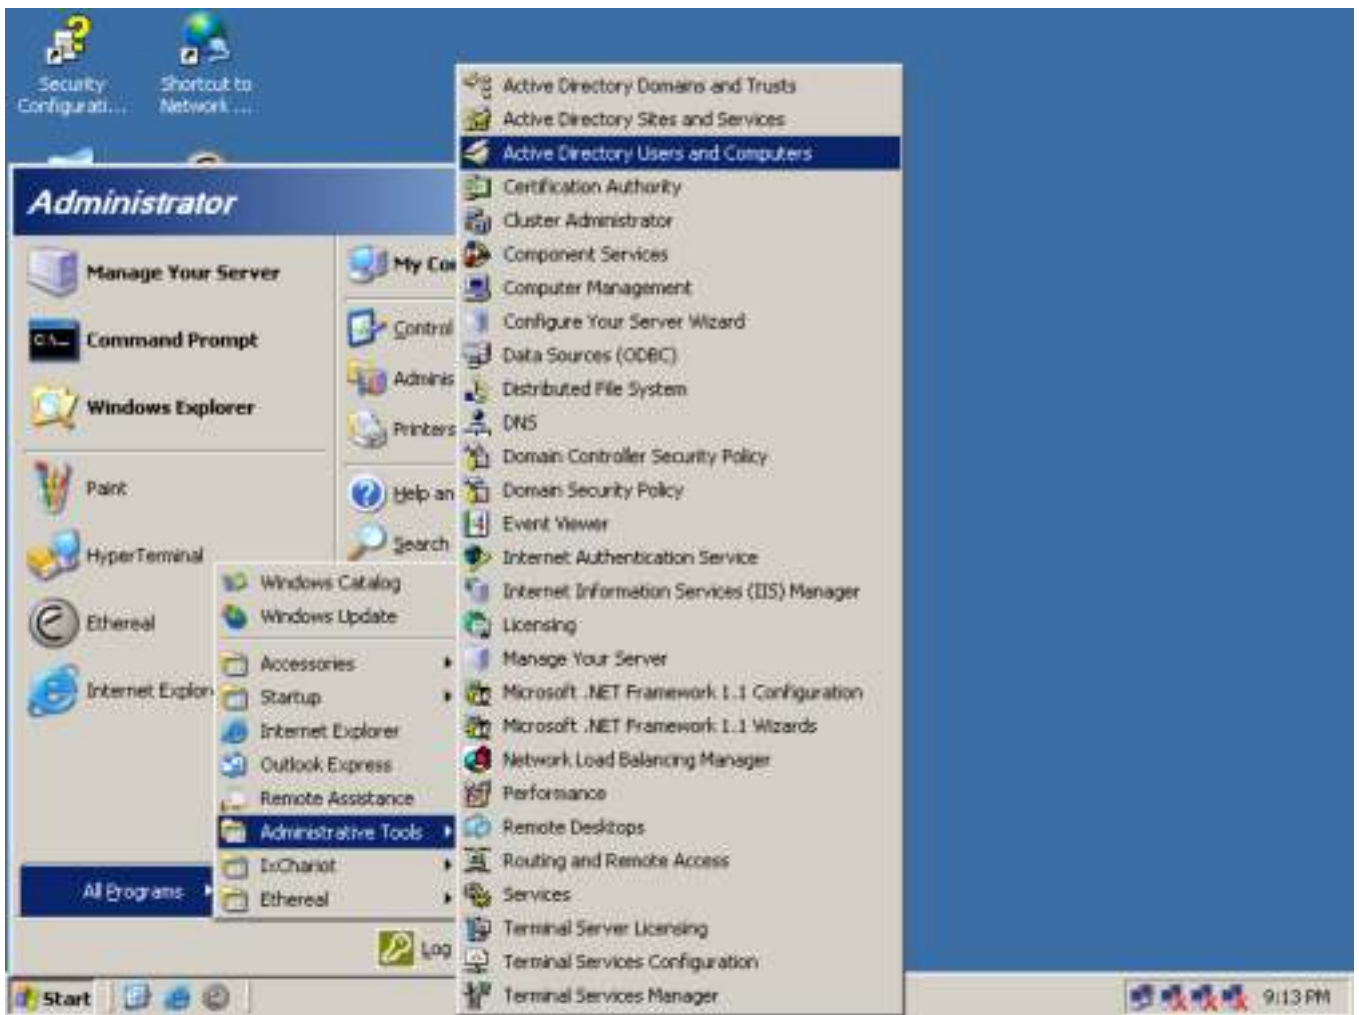 Security
Configurati...
Shortcut to
Network ...
Administrator
Manage Your Server
Command Prompt
Windows Explorer
Paint
HyperTerminal
Ethereal
Internet Explor
All Programs
My Co
Control
Adminis
Printers
Help an
Search
Log
Windows Catalog
Windows Update
Accessories
Startup
Internet Explorer
Outlook Express
Remote Assistance
Administrative Tools
IxChariot
Ethereal
Active Directory Domains and Trusts
Active Directory Sites and Services
Active Directory Users and Computers
Certification Authority
Cluster Administrator
Component Services
Computer Management
Configure Your Server Wizard
Data Sources (ODBC)
Distributed File System
DNS
Domain Controller Security Policy
Domain Security Policy
Event Viewer
Internet Authentication Service
Internet Information Services (IIS) Manager
Licensing
Manage Your Server
Microsoft .NET Framework 1.1 Configuration
Microsoft .NET Framework 1.1 Wizards
Network Load Balancing Manager
Performance
Remote Desktops
Routing and Remote Access
Services
Terminal Server Licensing
Terminal Services Configuration
Terminal Services Manager
Start
9:13 PM